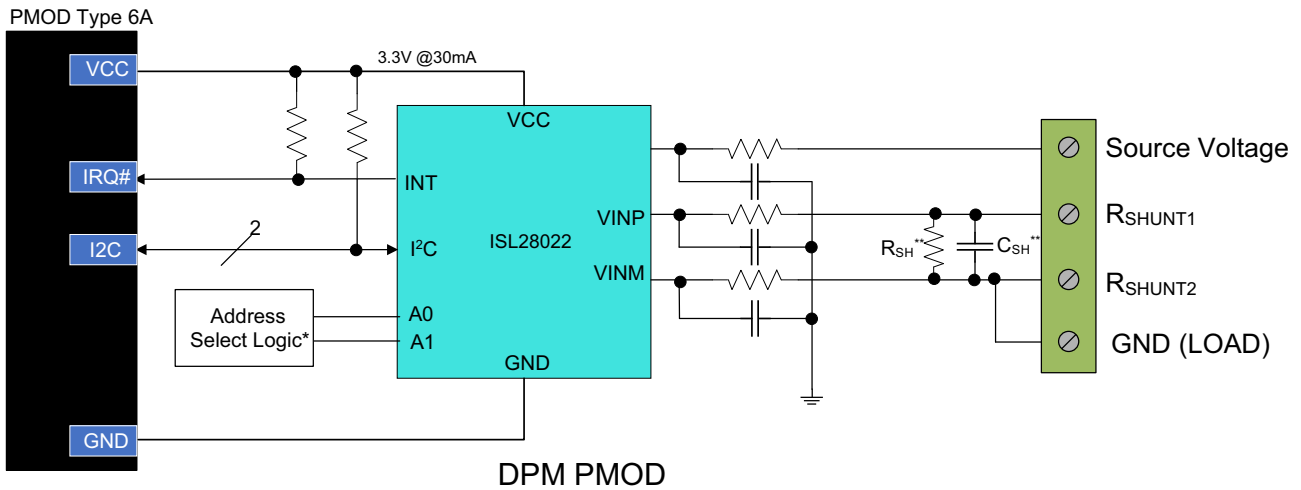 PMOD Type 6A
VCC
3.3V @30mA
VCC
IRQ#
INT
I2C
2
I²C
ISL28022
VINP
VINM
Address
Select Logic*
A0
A1
GND
GND
Source Voltage
RSHUNT1
RSH**
CSH**
RSHUNT2
GND (LOAD)
DPM PMOD